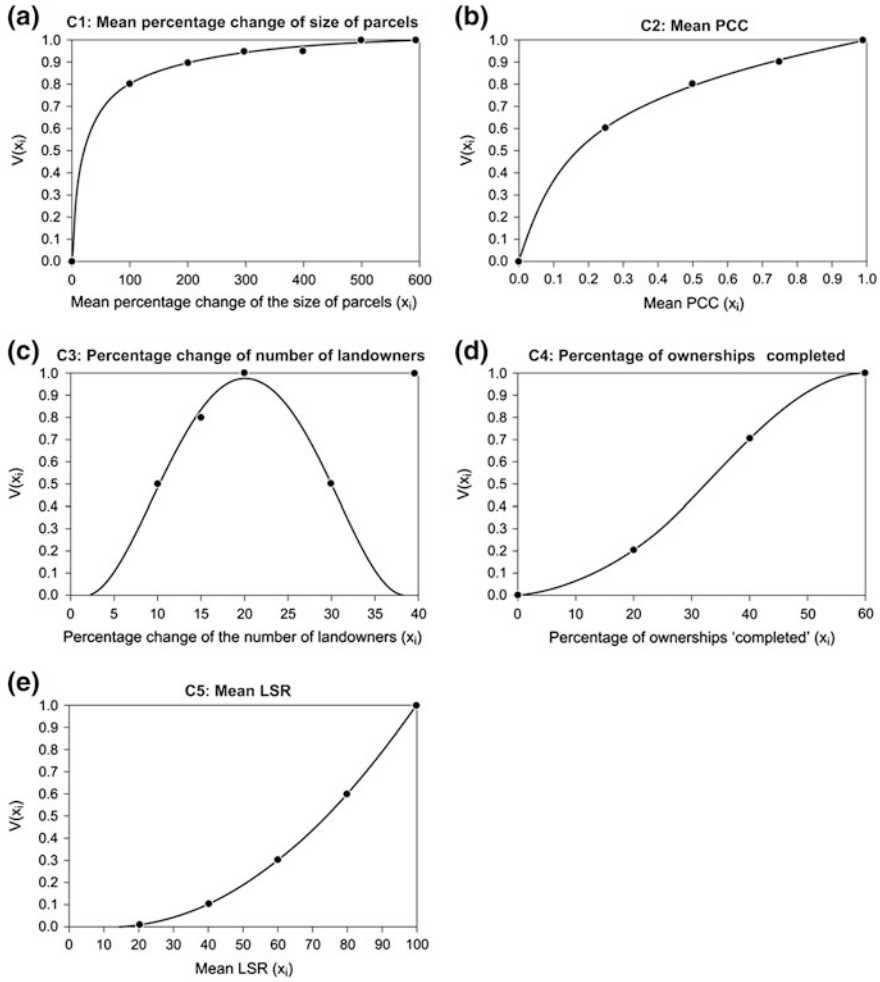 (a)
C1: Mean percentage change of size of parcels
1.0
0.9
0.8
0.7
0.6
0.5
0.4
0.3
0.2
0.1
0.0
V(xi)
0 100 200 300 400 500 600
Mean percentage change of the size of parcels (xi)
(b)
C2: Mean PCC
1.0
0.9
0.8
0.7
0.6
0.5
0.4
0.3
0.2
0.1
0.0
V(xi)
0.0 0.1 0.2 0.3 0.4 0.5 0.6 0.7 0.8 0.9 1.0
Mean PCC (xi)
(c)
C3: Percentage change of number of landowners
1.0
0.9
0.8
0.7
0.6
0.5
0.4
0.3
0.2
0.1
0.0
V(xi)
0 5 10 15 20 25 30 35 40
Percentage change of the number of landowners (xi)
(d)
C4: Percentage of ownerships completed
1.0
0.9
0.8
0.7
0.6
0.5
0.4
0.3
0.2
0.1
0.0
V(xi)
0 10 20 30 40 50 60
Percentage of ownerships 'completed' (xi)
(e)
C5: Mean LSR
1.0
0.9
0.8
0.7
0.6
0.5
0.4
0.3
0.2
0.1
0.0
V(xi)
0 10 20 30 40 50 60 70 80 90 100
Mean LSR (xi)